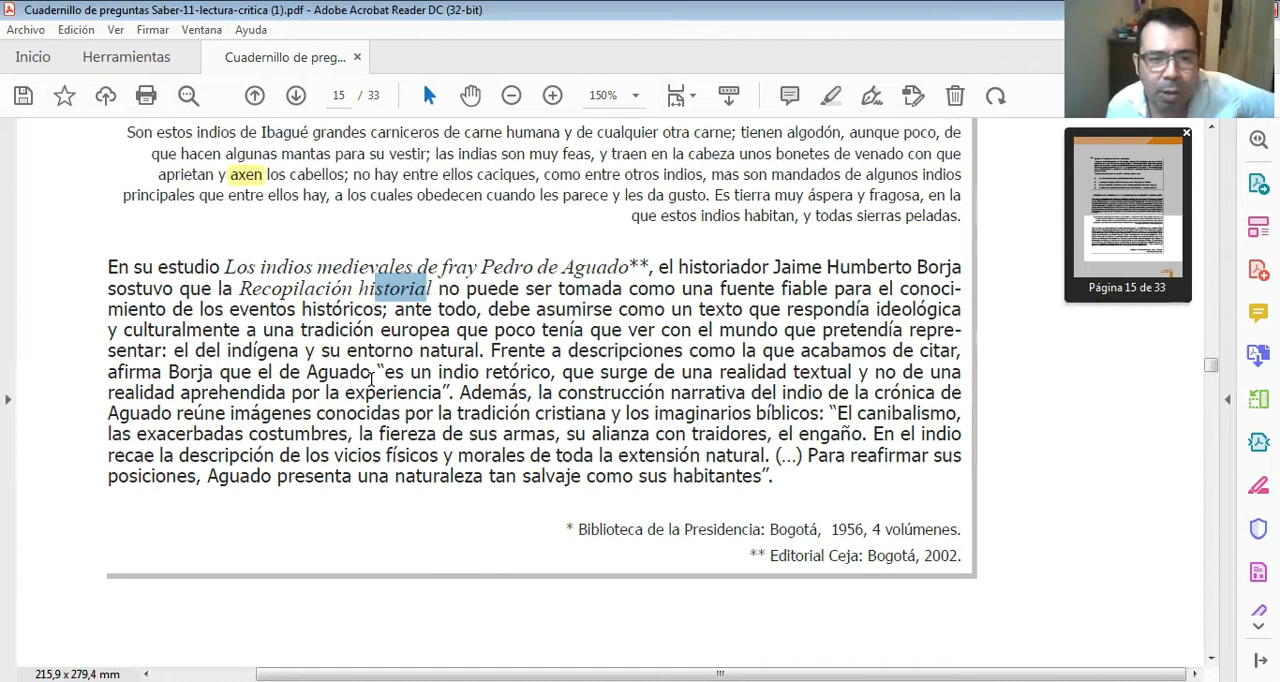 Cuadernillo de preguntas Saber-11-lectura-critica (1).pdf - Adobe Acrobat Reader DC (32-bit)
Archivo Edición Ver Firmar Ventana Ayuda
Inicio Herramientas Cuadernillo de preg... ×
15 / 33 150%
Son estos indios de Ibagué grandes carniceros de carne humana y de cualquier otra carne; tienen algodón, aunque poco, de
que hacen algunas mantas para su vestir; las indias son muy feas, y traen en la cabeza unos bonetes de venado con que
aprietan y axen los cabellos; no hay entre ellos caciques, como entre otros indios, mas son mandados de algunos indios
principales que entre ellos hay, a los cuales obedecen cuando les parece y les da gusto. Es tierra muy áspera y fragosa, en la
que estos indios habitan, y todas sierras peladas.
En su estudio Los indios medievales de fray Pedro de Aguado**, el historiador Jaime Humberto Borja
sostuvo que la Recopilación historial no puede ser tomada como una fuente fiable para el conoci-
miento de los eventos históricos; ante todo, debe asumirse como un texto que respondía ideológica
y culturalmente a una tradición europea que poco tenía que ver con el mundo que pretendía repre-
sentar: el del indígena y su entorno natural. Frente a descripciones como la que acabamos de citar,
afirma Borja que el de Aguado “es un indio retórico, que surge de una realidad textual y no de una
realidad aprehendida por la experiencia”. Además, la construcción narrativa del indio de la crónica de
Aguado reúne imágenes conocidas por la tradición cristiana y los imaginarios bíblicos: “El canibalismo,
las exacerbadas costumbres, la fiereza de sus armas, su alianza con traidores, el engaño. En el indio
recae la descripción de los vicios físicos y morales de toda la extensión natural. (...) Para reafirmar sus
posiciones, Aguado presenta una naturaleza tan salvaje como sus habitantes”.
* Biblioteca de la Presidencia: Bogotá, 1956, 4 volúmenes.
** Editorial Ceja: Bogotá, 2002.
Página 15 de 33
215,9 x 279,4 mm